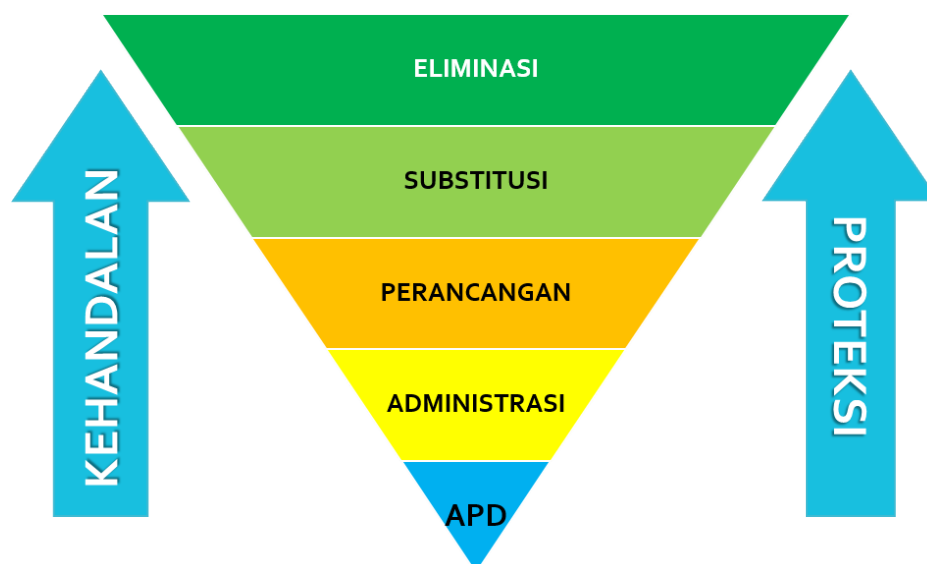 ELIMINASI
SUBSTITUSI
PERANCANGAN
ADMINISTRASI
APD
KEHANDALAN
PROTEKSI